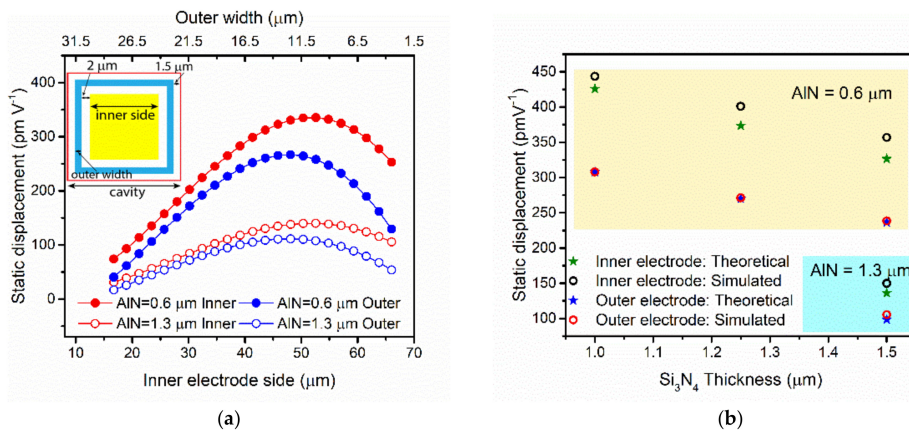 Outer width (μm)
31.5 26.5 21.5 16.5 11.5 6.5 1.5
400
300
200
100
0
Static displacement (pm V⁻¹)
2 μm
1.5 μm
inner side
outer width
cavity
AlN=0.6 μm Inner AlN=0.6 μm Outer
AlN=1.3 μm Inner AlN=1.3 μm Outer
10 20 30 40 50 60 70
Inner electrode side (μm)
(a)
450
400
350
300
250
200
150
100
Static displacement (pmV⁻¹)
AlN = 0.6 μm
Inner electrode: Theoretical
Inner electrode: Simulated
Outer electrode: Theoretical
Outer electrode: Simulated
AlN = 1.3 μm
1.0 1.1 1.2 1.3 1.4 1.5
Si₃N₄ Thickness (μm)
(b)